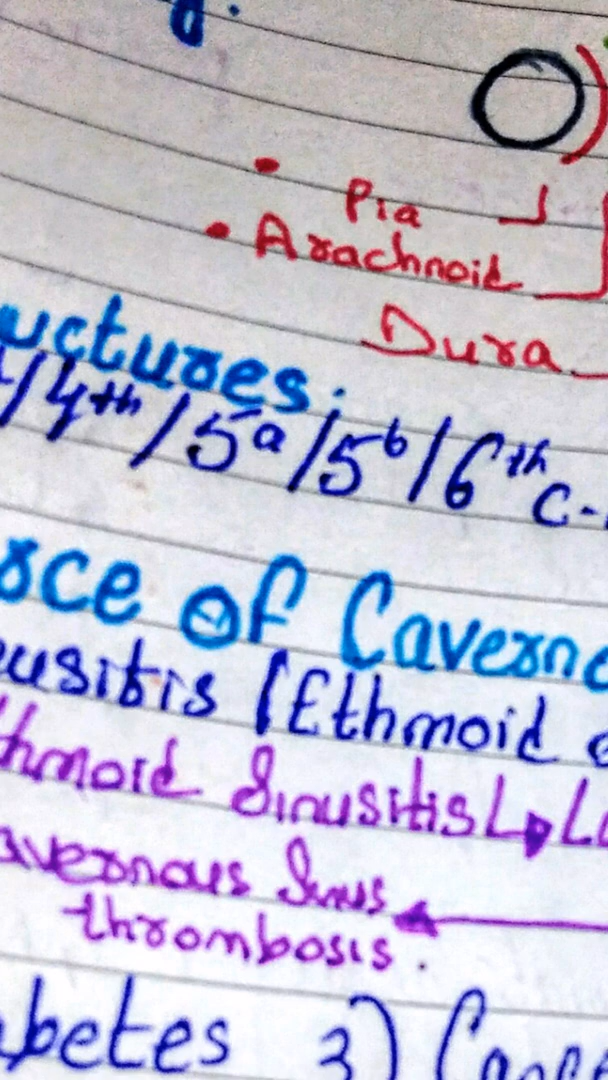 Pia
Arachnoid
Dura
uctures:
/4th/5a/5b/6th c-
rce of Caverno
usitis (Ethmoid
hmoid Sinusitis
avernous Sinus
thrombosis.
betes 3) Canc